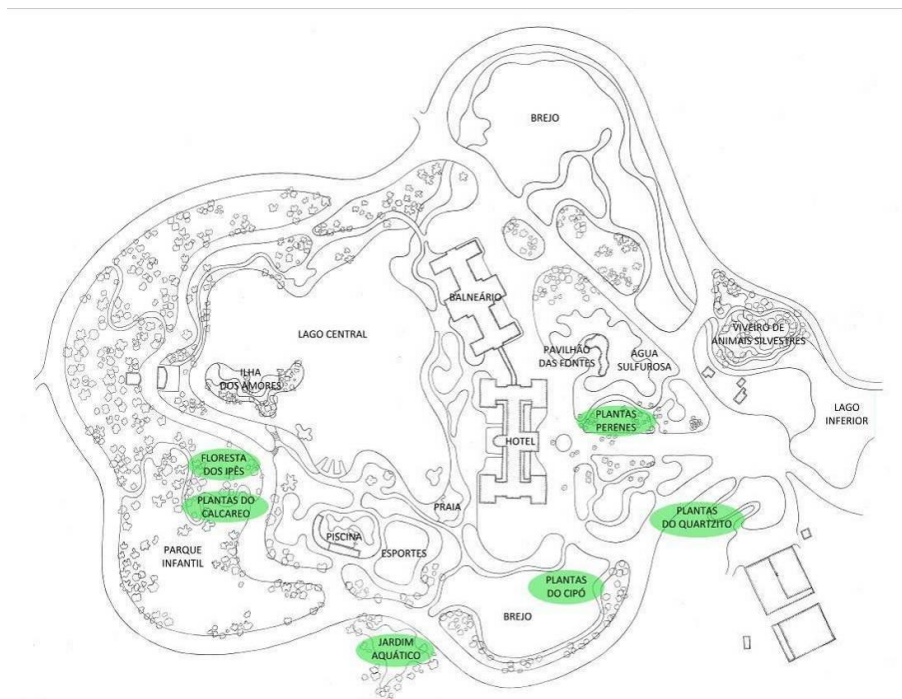 BREJO
BALNEÁRIO
LAGO CENTRAL
VIVEIRO DE
ANIMAIS SILVESTRES
PAVILHÃO
DAS FONTES
ÁGUA
SULFUROSA
ILHA
DOS AMORES
PLANTAS
PERENES
LAGO
INFERIOR
HOTEL
FLORESTA
DOS IPÊS
PLANTAS DO
CALCAREO
PRAIA
PLANTAS
DO QUARTZITO
PISCINA
ESPORTES
PARQUE
INFANTIL
PLANTAS
DO CIPÓ
BREJO
JARDIM
AQUÁTICO